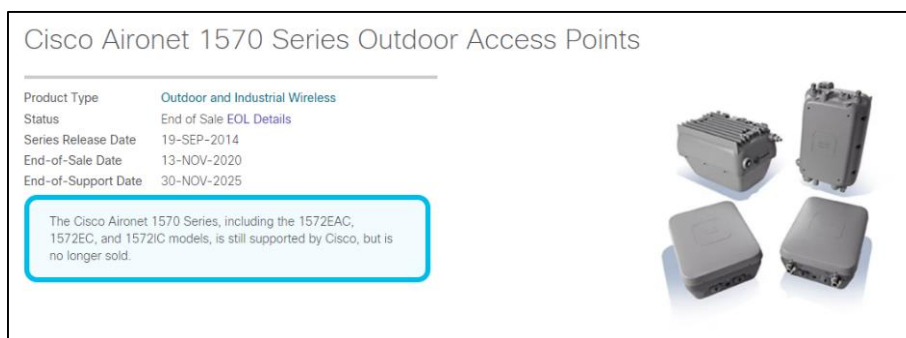 Cisco Aironet 1570 Series Outdoor Access Points
Product Type Outdoor and Industrial Wireless
Status End of Sale EOL Details
Series Release Date 19-SEP-2014
End-of-Sale Date 13-NOV-2020
End-of-Support Date 30-NOV-2025
The Cisco Aironet 1570 Series, including the 1572EAC,
1572EC, and 1572IC models, is still supported by Cisco, but is
no longer sold.